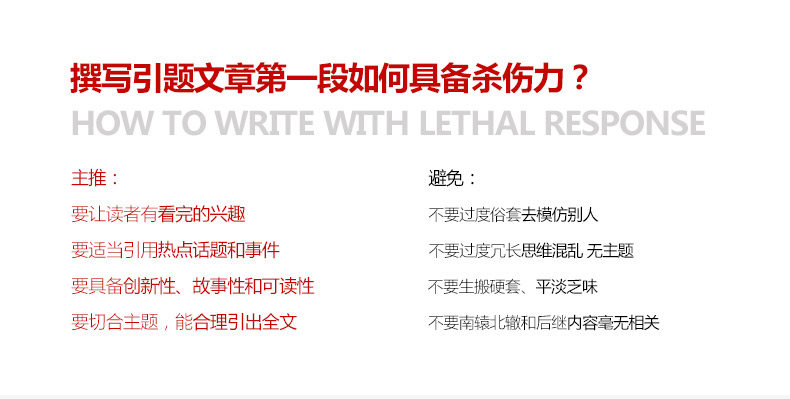 撰写引题文章第一段如何具备杀伤力？
HOW TO WRITE WITH LETHAL RESPONSE
主推：
要让读者有看完的兴趣
要适当引用热点话题和事件
要具备创新性、故事性和可读性
要切合主题，能合理引出全文
避免：
不要过度俗套去模仿别人
不要过度冗长思维混乱 无主题
不要生搬硬套、平淡乏味
不要南辕北辙和后继内容毫无相关